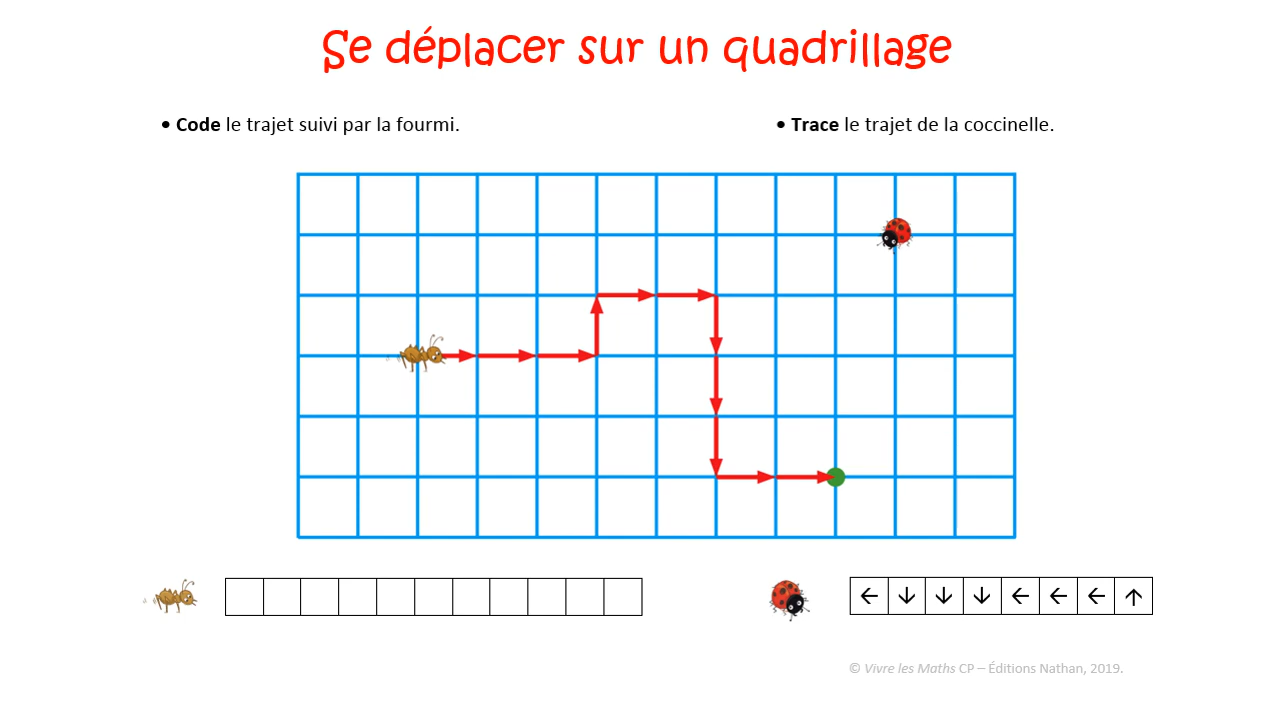 Se déplacer sur un quadrillage
• Code le trajet suivi par la fourmi.
• Trace le trajet de la coccinelle.
← ↓ ↓ ↓ ← ← ← ↑
© Vivre les Maths CP – Éditions Nathan, 2019.